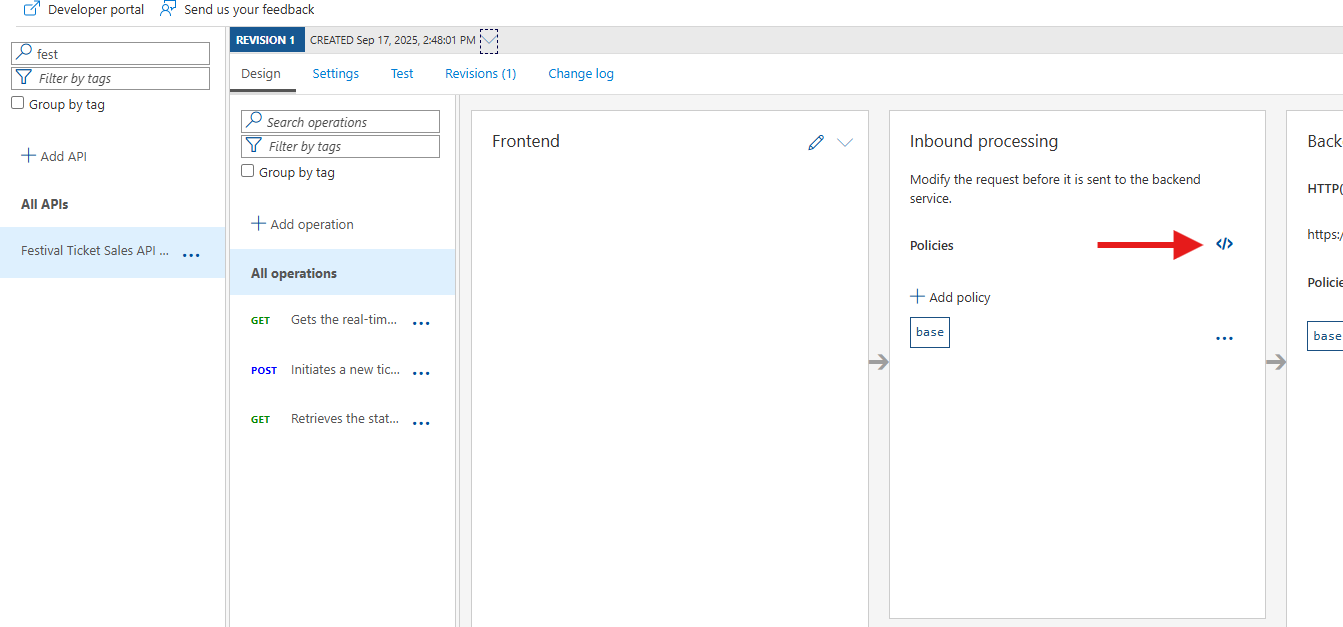 Developer portal
Send us your feedback
fest
Filter by tags
Group by tag
Add API
All APIs
Festival Ticket Sales API ...
REVISION 1
CREATED Sep 17, 2025, 2:48:01 PM
Design
Settings
Test
Revisions (1)
Change log
Search operations
Filter by tags
Group by tag
Add operation
All operations
GET Gets the real-tim...
POST Initiates a new tic...
GET Retrieves the stat...
Frontend
Inbound processing
Modify the request before it is sent to the backend
service.
Policies
</>
Add policy
base
Back
HTTP(
https:/
Policie
base